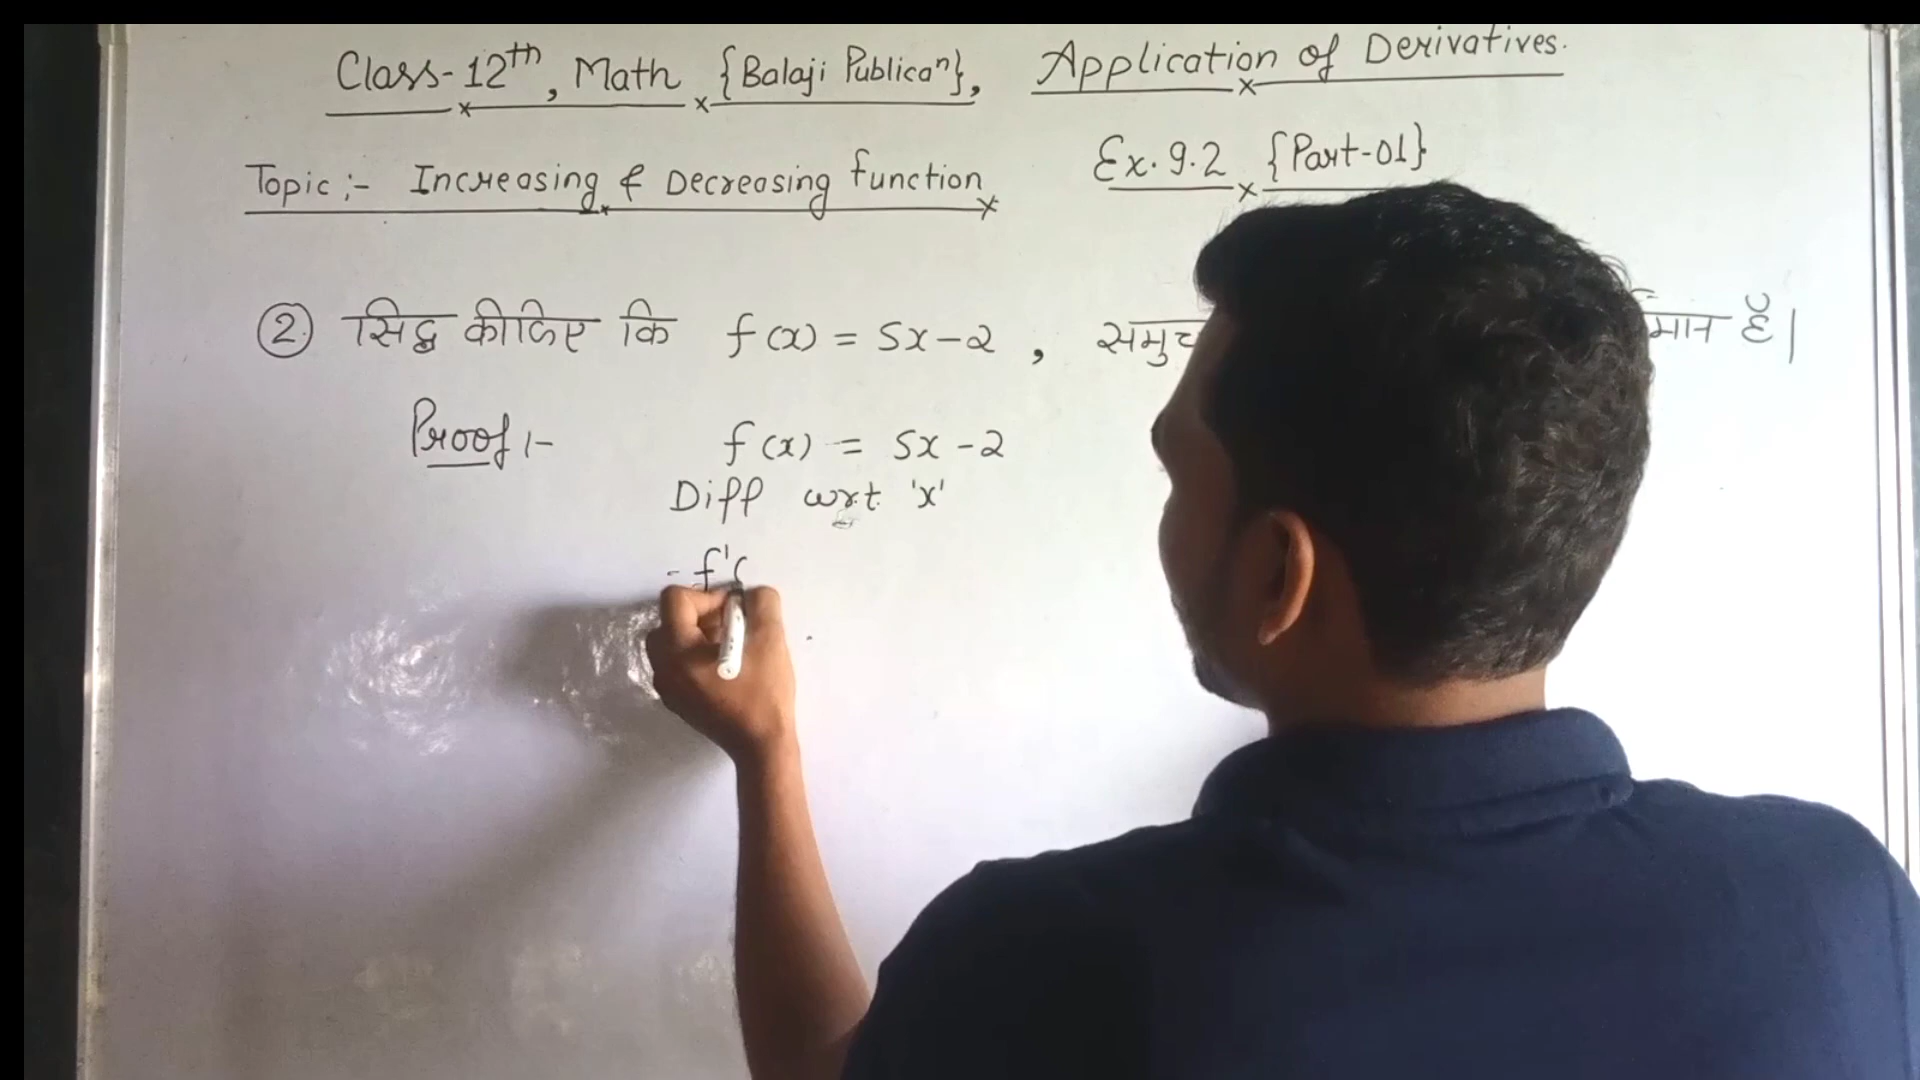 Class-12th, Math {Balaji Publicaⁿ}, Application of Derivatives.
Topic:- Increasing & Decreasing function Ex. 9.2 {Part-01}
② सिद्ध कीजिए कि f(x) = 5x-2, है।
Proof:- f(x) = 5x-2
Diff wrt. 'x'
f'(